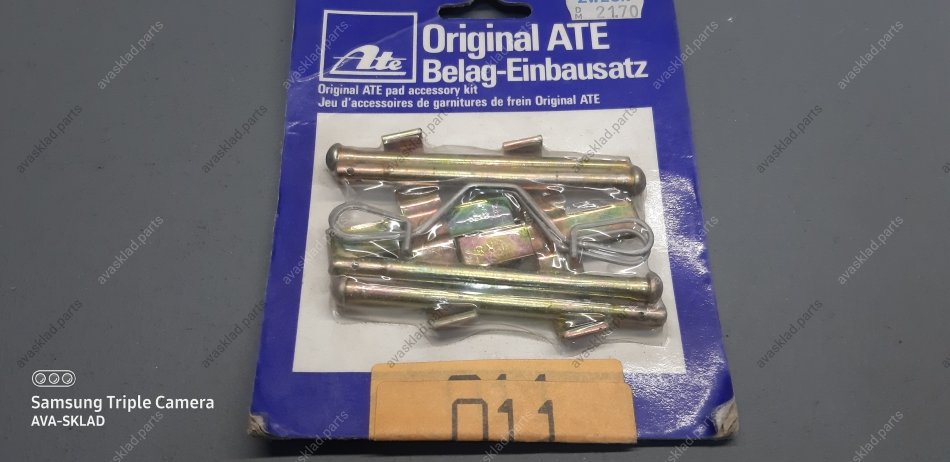 DM 21.70
Ate
Original ATE
Belag-Einbausatz
Original ATE pad accessory kit
Jeu d'accessoires de garnitures de frein Original ATE
011
Samsung Triple Camera
AVA-SKLAD
avasklad.parts